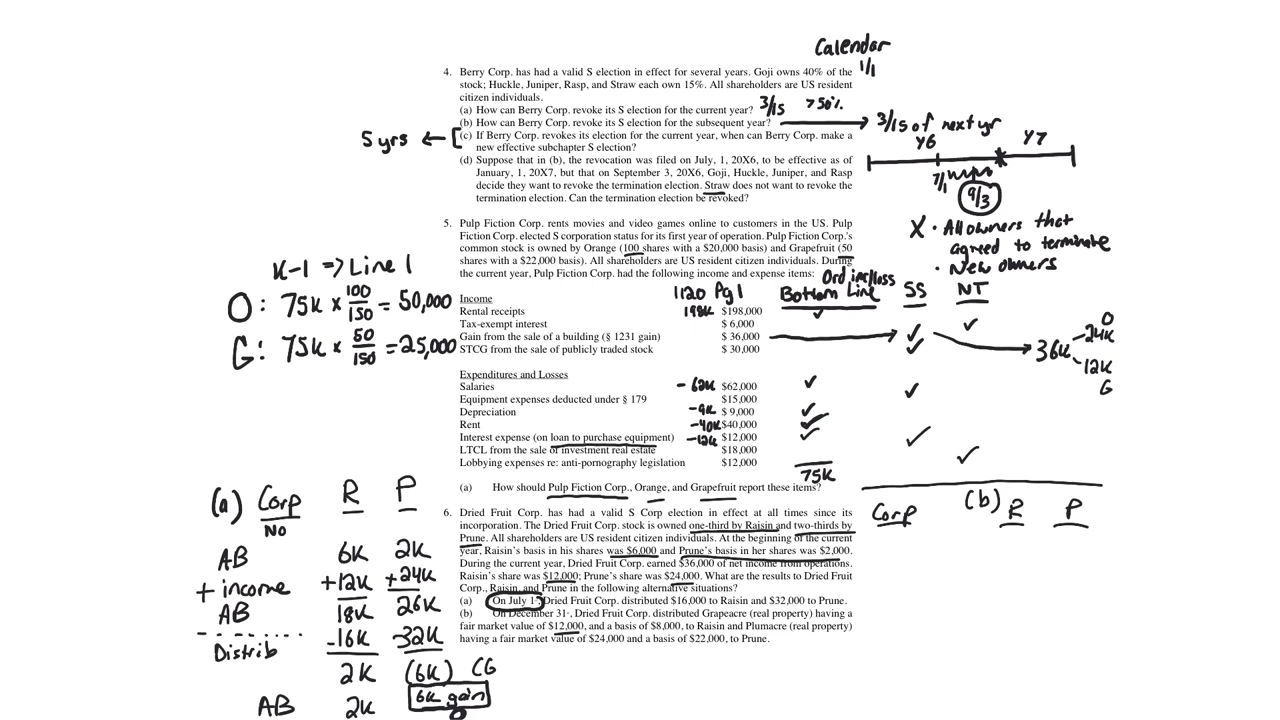 Calendar
1/1
4. Berry Corp. has had a valid S election in effect for several years. Goji owns 40% of the
stock; Huckle, Juniper, Rasp, and Straw each own 15%. All shareholders are US resident
citizen individuals.
(a) How can Berry Corp. revoke its S election for the current year? 3/15 >50%
(b) How can Berry Corp. revoke its S election for the subsequent year? → 3/15 of next yr
5 yrs ← [(c) If Berry Corp. revokes its election for the current year, when can Berry Corp. make a
new effective subchapter S election?
(d) Suppose that in (b), the revocation was filed on July, 1, 20X6, to be effective as of
January, 1, 20X7, but that on September 3, 20X6, Goji, Huckle, Juniper, and Rasp
decide they want to revoke the termination election. Straw does not want to revoke the
termination election. Can the termination election be revoked?
Y6 Y7
7/1
9/3
X • All owners that
agreed to terminate
• New owners
5. Pulp Fiction Corp. rents movies and video games online to customers in the US. Pulp
Fiction Corp. elected S corporation status for its first year of operation. Pulp Fiction Corp.'s
common stock is owned by Orange (100 shares with a $20,000 basis) and Grapefruit (50
shares with a $22,000 basis). All shareholders are US resident citizen individuals. During
the current year, Pulp Fiction Corp. had the following income and expense items:
K-1 => Line 1
O: 75K × 100/150 = 50,000
G: 75K × 50/150 = 25,000
Ord inc/loss
1120 Pg 1 Bottom Line SS NT
Income
Rental receipts 198K $198,000 ✓
Tax-exempt interest $ 6,000 ✓
Gain from the sale of a building (§ 1231 gain) $ 36,000 → ✓ → 36K
STCG from the sale of publicly traded stock $ 30,000 ✓
O
24K
12K
G
Expenditures and Losses
Salaries -62K $62,000 ✓
Equipment expenses deducted under § 179 $15,000 ✓
Depreciation -9K $ 9,000 ✓
Rent -40K $40,000 ✓
Interest expense (on loan to purchase equipment) -12K $12,000 ✓
LTCL from the sale of investment real estate $18,000 ✓
Lobbying expenses re: anti-pornography legislation $12,000 ✓
75K
(a) How should Pulp Fiction Corp., Orange, and Grapefruit report these items?
6. Dried Fruit Corp. has had a valid S Corp election in effect at all times since its
incorporation. The Dried Fruit Corp. stock is owned one-third by Raisin and two-thirds by
Prune. All shareholders are US resident citizen individuals. At the beginning of the current
year, Raisin's basis in his shares was $6,000 and Prune's basis in her shares was $2,000.
During the current year, Dried Fruit Corp. earned $36,000 of net income from operations.
Raisin's share was $12,000; Prune's share was $24,000. What are the results to Dried Fruit
Corp., Raisin, and Prune in the following alternative situations?
(a) On July 1, Dried Fruit Corp. distributed $16,000 to Raisin and $32,000 to Prune.
(b) On December 31, Dried Fruit Corp. distributed Grapeacre (real property) having a
fair market value of $12,000, and a basis of $8,000, to Raisin and Plumacre (real property)
having a fair market value of $24,000 and a basis of $22,000, to Prune.
(a) Corp R P
No
AB 6K 2K
+ income +12K +24K
AB 18K 26K
Distrib -16K -32K
2K (6K) CG
6K gain
AB 2K 0
(b)
Corp R P